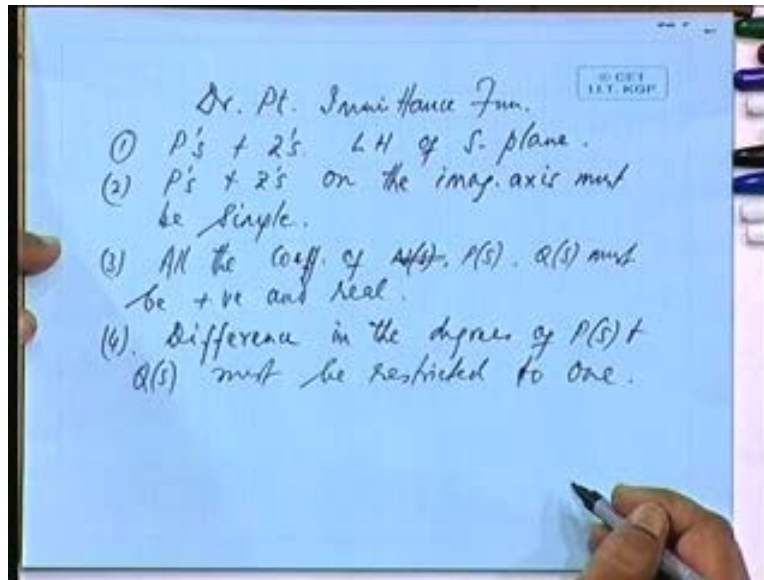 © CET
I.I.T. KGP
Dr. Pt. Immittance Fun.
① P's + Z's. LH of S-plane.
(2) P's + Z's on the imag. axis must
be simple.
(3) All the coeff. of P(S). Q(S) must
be +ve and real.
(4). Difference in the degrees of P(S) +
Q(S) must be restricted to one.